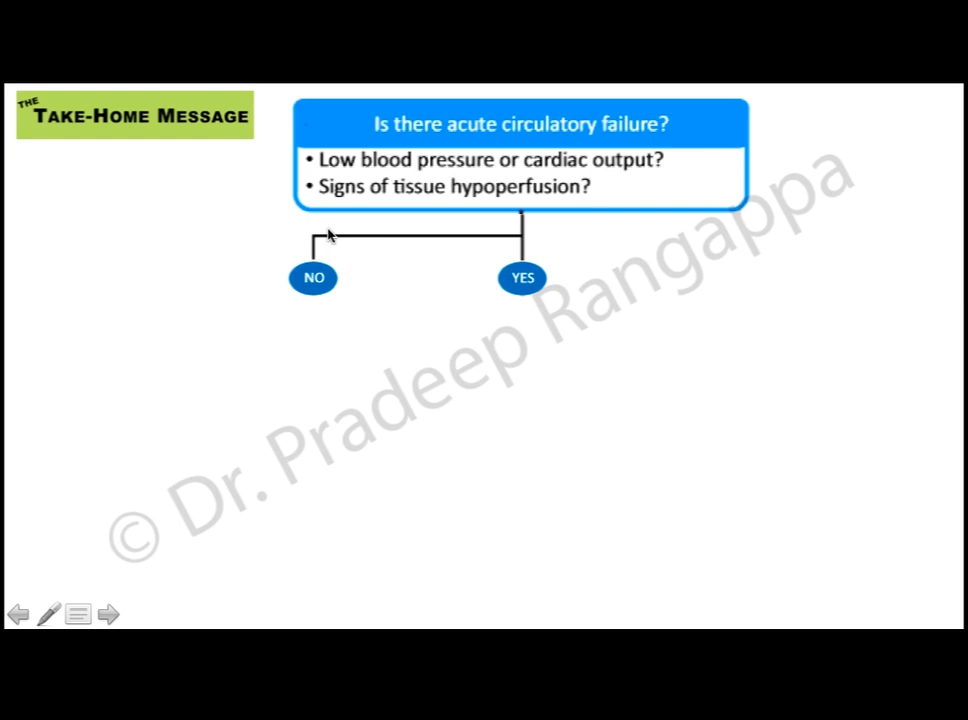 THE
TAKE-HOME MESSAGE
Is there acute circulatory failure?
• Low blood pressure or cardiac output?
• Signs of tissue hypoperfusion?
NO
YES
© Dr. Pradeep Rangappa